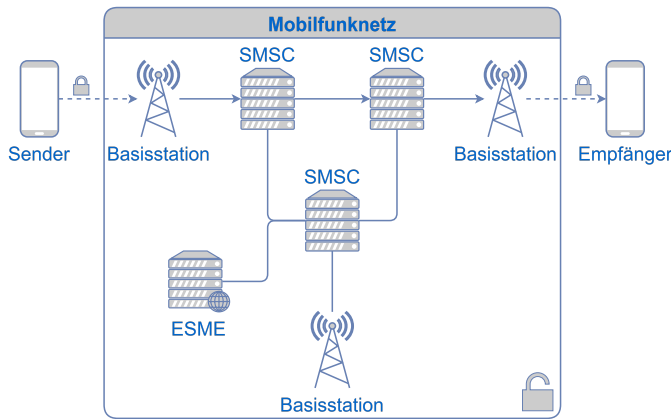 Mobilfunknetz
SMSC
SMSC
Sender
Basisstation
Basisstation
Empfänger
SMSC
ESME
Basisstation